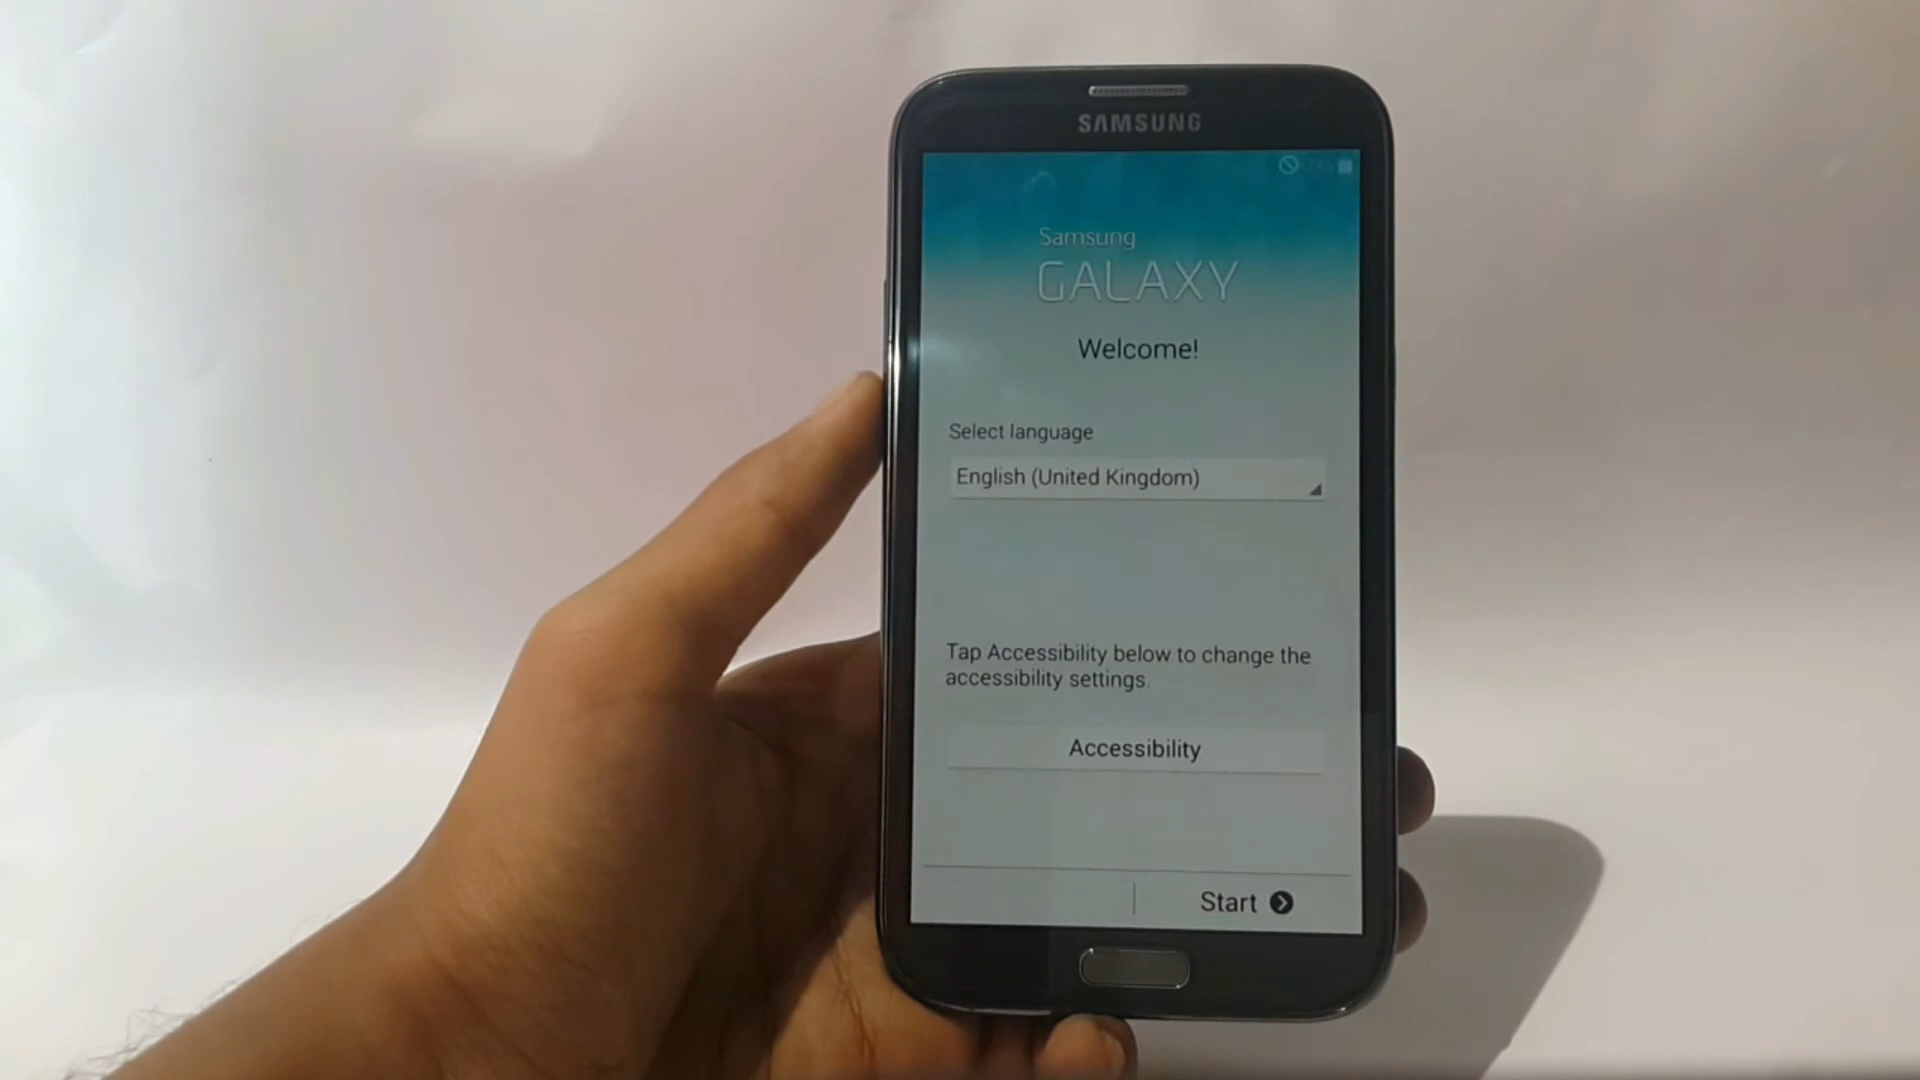 SAMSUNG
Samsung
GALAXY
Welcome!
Select language
English (United Kingdom)
Tap Accessibility below to change the
accessibility settings.
Accessibility
Start